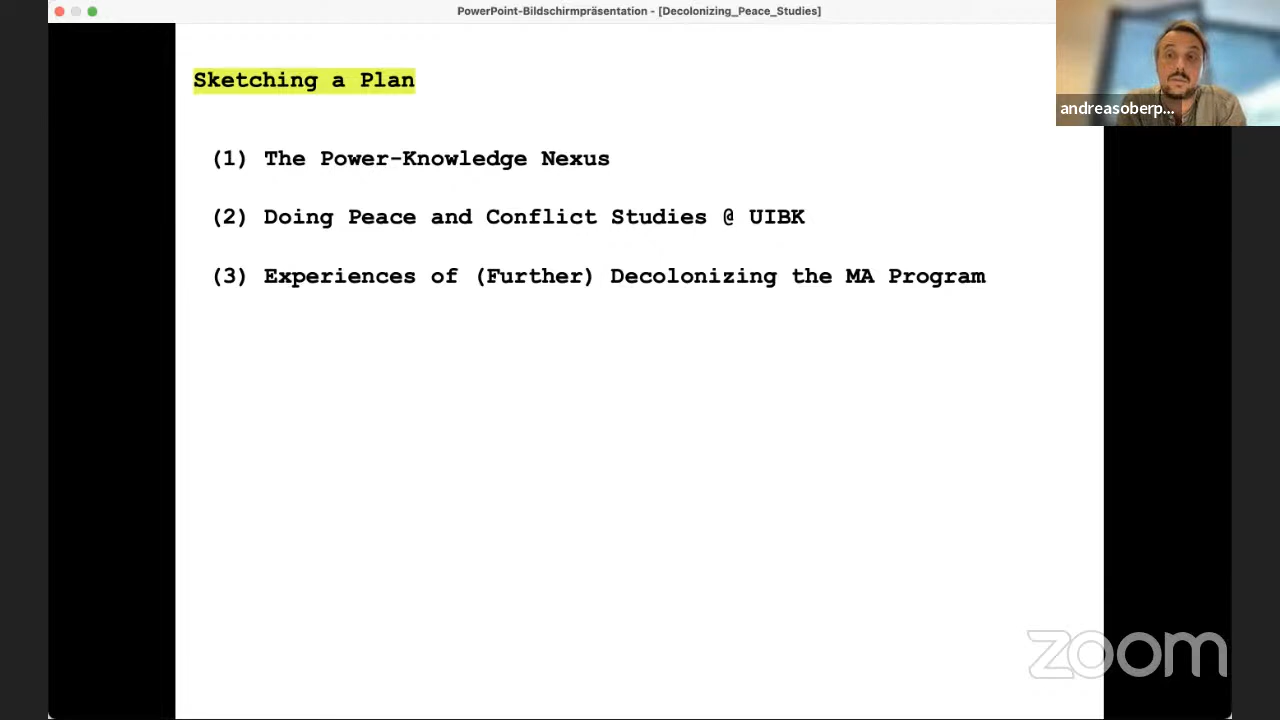 PowerPoint-Bildschirmpräsentation - [Decolonizing_Peace_Studies]
andreasoberp...
Sketching a Plan
(1) The Power-Knowledge Nexus
(2) Doing Peace and Conflict Studies @ UIBK
(3) Experiences of (Further) Decolonizing the MA Program
zoom